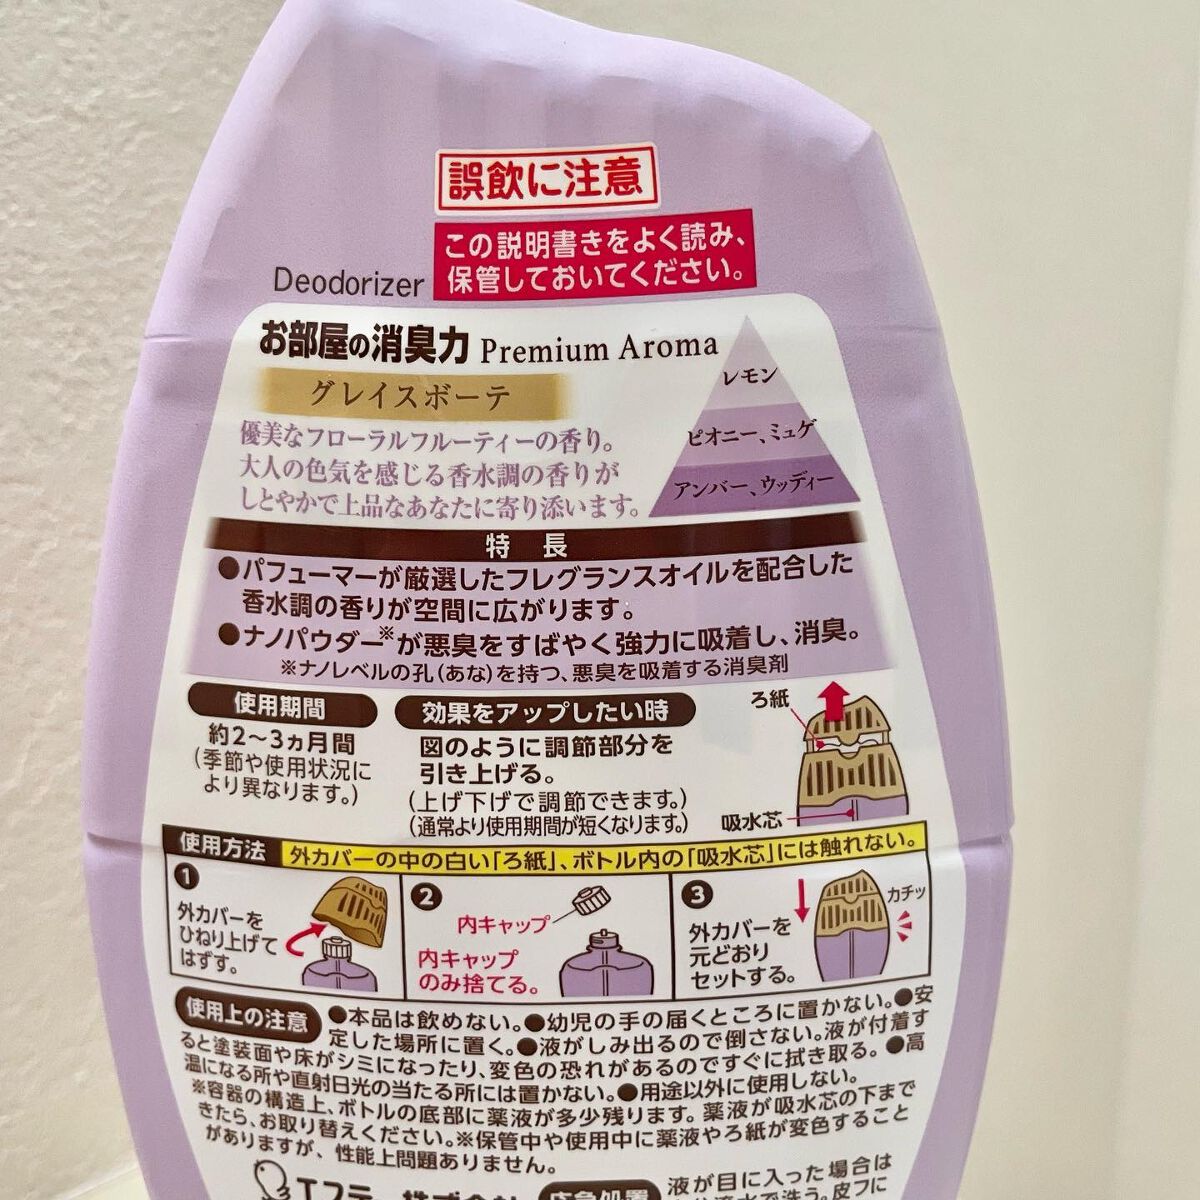 誤飲に注意
この説明書きをよく読み、
保管しておいてください。
Deodorizer
お部屋の消臭力 Premium Aroma
グレイスボーテ
優美なフローラルフルーティーの香り。
大人の色気を感じる香水調の香りが
しとやかで上品なあなたに寄り添います。
レモン
ピオニー、ミュゲ
アンバー、ウッディー
特 長
●パフューマーが厳選したフレグランスオイルを配合した
香水調の香りが空間に広がります。
●ナノパウダー※が悪臭をすばやく強力に吸着し、消臭。
※ナノレベルの孔(あな)を持つ、悪臭を吸着する消臭剤
使用期間
約2〜3ヵ月間
(季節や使用状況に
より異なります。)
効果をアップしたい時
図のように調節部分を
引き上げる。
(上げ下げで調節できます。)
(通常より使用期間が短くなります。)
ろ紙
吸水芯
使用方法 外カバーの中の白い「ろ紙」、ボトル内の「吸水芯」には触れない。
1
外カバーを
ひねり上げて
はずす。
2
内キャップ
内キャップ
のみ捨てる。
3
外カバーを
元どおり
セットする。
カチッ
使用上の注意 ●本品は飲めない。●幼児の手の届くところに置かない。●安
定した場所に置く。●液がしみ出るので倒さない。液が付着す
ると塗装面や床がシミになったり、変色の恐れがあるのですぐに拭き取る。●高
温になる所や直射日光の当たる所には置かない。●用途以外に使用しない。
※容器の構造上、ボトルの底部に薬液が多少残ります。薬液が吸水芯の下まで
きたら、お取り替えください。※保管中や使用中に薬液やろ紙が変色すること
がありますが、性能上問題ありません。
エステー株式会社
応急処置
液が目に入った場合は